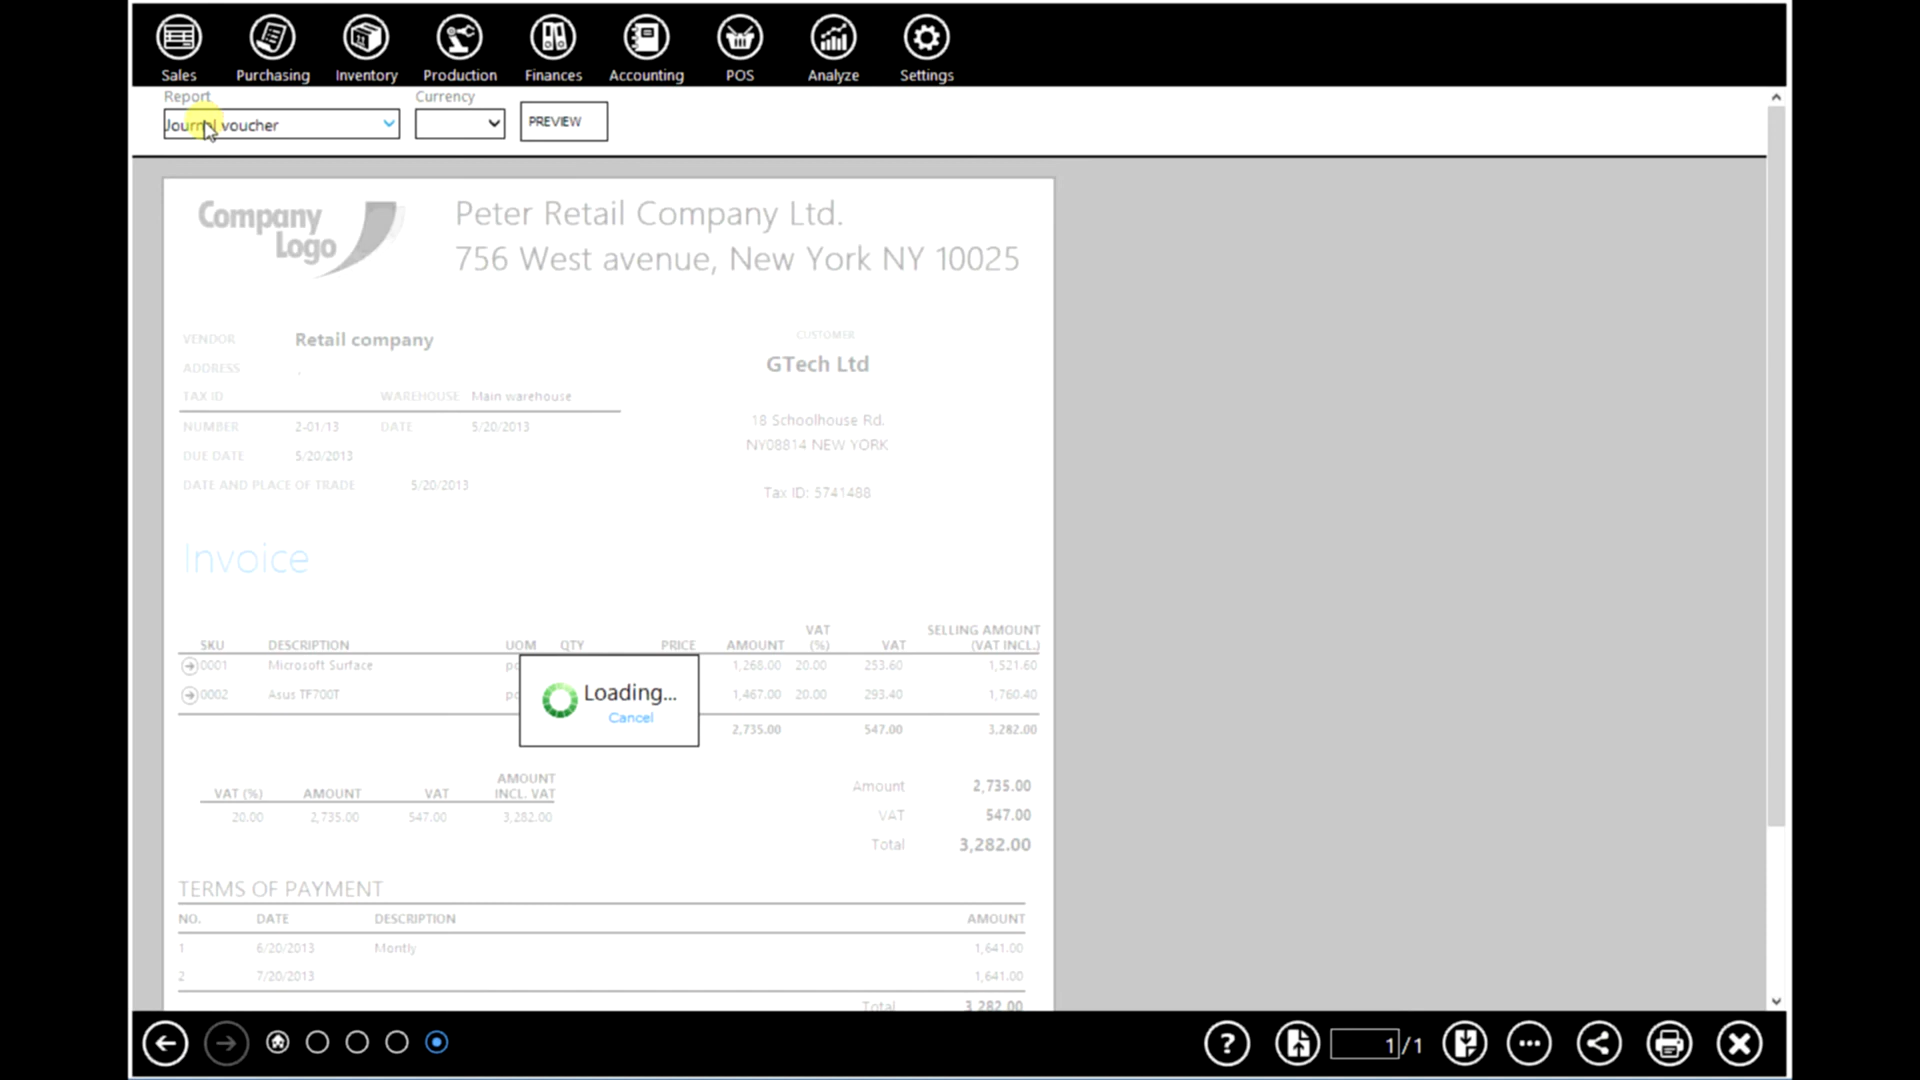 Sales Purchasing Inventory Production Finances Accounting POS Analyze Settings
Report Currency
Journal voucher PREVIEW
Company
Logo
Peter Retail Company Ltd.
756 West avenue, New York NY 10025
VENDOR Retail company
ADDRESS ,
TAX ID WAREHOUSE Main warehouse
NUMBER 2-01/13 DATE 5/20/2013
DUE DATE 5/20/2013
DATE AND PLACE OF TRADE 5/20/2013
CUSTOMER
GTech Ltd
18 Schoolhouse Rd.
NY08814 NEW YORK
Tax ID: 5741488
Invoice
SKU DESCRIPTION UOM QTY PRICE AMOUNT VAT (%) VAT SELLING AMOUNT (VAT INCL.)
0001 Microsoft Surface 1,268.00 20.00 253.60 1,521.60
0002 Asus TF700T 1,467.00 20.00 293.40 1,760.40
2,735.00 547.00 3,282.00
Loading...
Cancel
VAT (%) AMOUNT VAT AMOUNT INCL. VAT
20.00 2,735.00 547.00 3,282.00
Amount 2,735.00
VAT 547.00
Total 3,282.00
TERMS OF PAYMENT
NO. DATE DESCRIPTION AMOUNT
1 6/20/2013 Montly 1,641.00
2 7/20/2013 1,641.00
Total 3,282.00
? 1 / 1